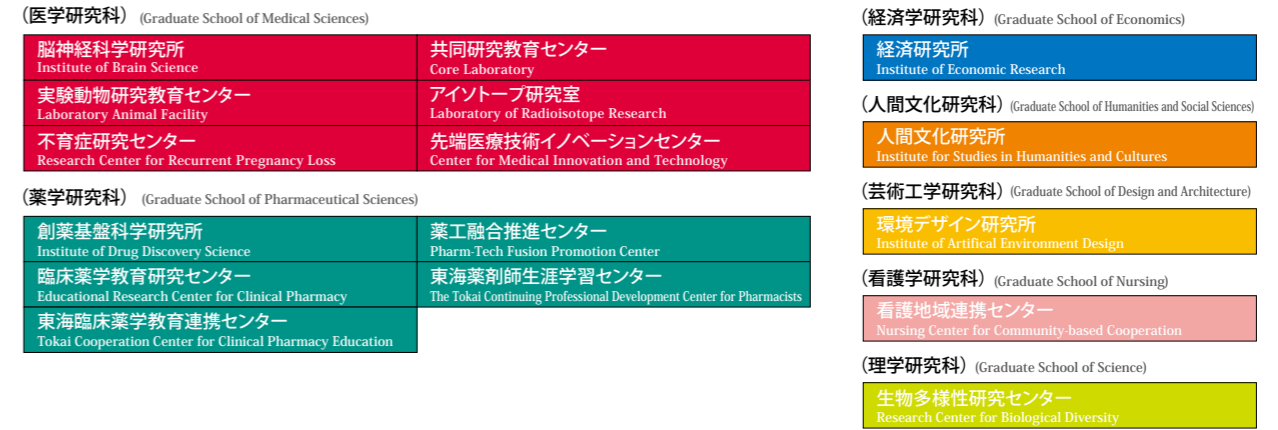 (医学研究科) (Graduate School of Medical Sciences)
脳神経科学研究所
Institute of Brain Science
共同研究教育センター
Core Laboratory
実験動物研究教育センター
Laboratory Animal Facility
アイソトープ研究室
Laboratory of Radioisotope Research
不育症研究センター
Research Center for Recurrent Pregnancy Loss
先端医療技術イノベーションセンター
Center for Medical Innovation and Technology
(薬学研究科) (Graduate School of Pharmaceutical Sciences)
創薬基盤科学研究所
Institute of Drug Discovery Science
薬工融合推進センター
Pharm-Tech Fusion Promotion Center
臨床薬学教育研究センター
Educational Research Center for Clinical Pharmacy
東海薬剤師生涯学習センター
The Tokai Continuing Professional Development Center for Pharmacists
東海臨床薬学教育連携センター
Tokai Cooperation Center for Clinical Pharmacy Education
(経済学研究科) (Graduate School of Economics)
経済研究所
Institute of Economic Research
(人間文化研究科) (Graduate School of Humanities and Social Sciences)
人間文化研究所
Institute for Studies in Humanities and Cultures
(芸術工学研究科) (Graduate School of Design and Architecture)
環境デザイン研究所
Institute of Artifical Environment Design
(看護学研究科) (Graduate School of Nursing)
看護地域連携センター
Nursing Center for Community-based Cooperation
(理学研究科) (Graduate School of Science)
生物多様性研究センター
Research Center for Biological Diversity